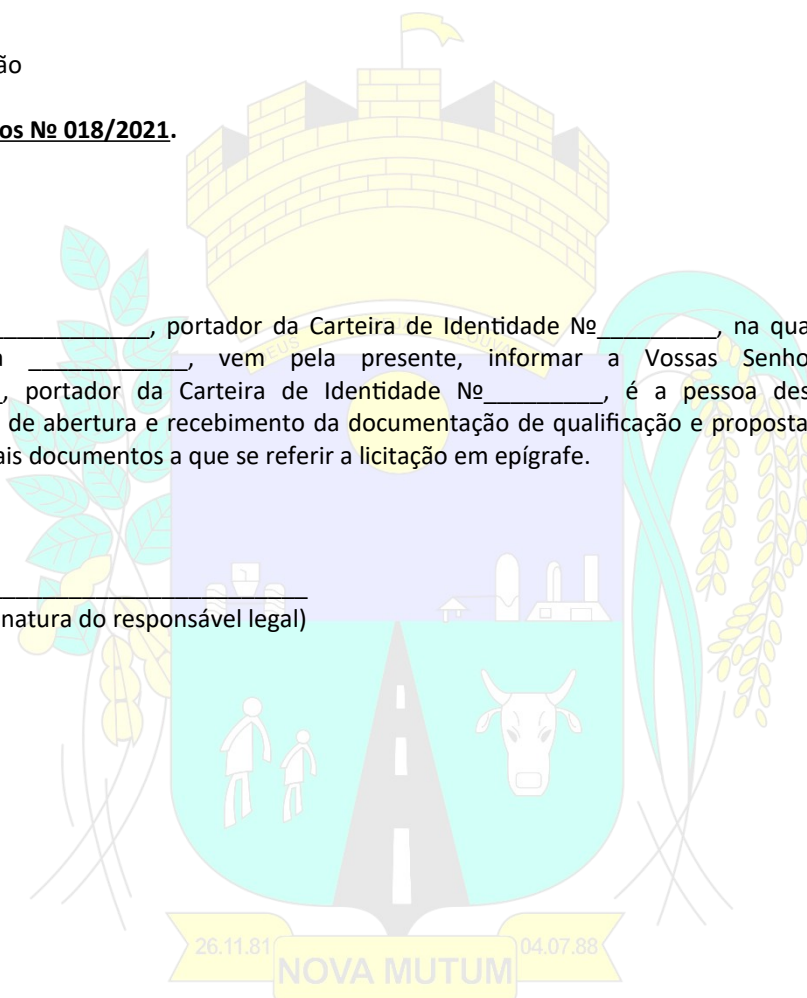 ão
os Nº 018/2021.
____________, portador da Carteira de Identidade Nº_________, na qua
____________, vem pela presente, informar a Vossas Senho
, portador da Carteira de Identidade Nº_________, é a pessoa des
de abertura e recebimento da documentação de qualificação e proposta
ais documentos a que se referir a licitação em epígrafe.
________________________
natura do responsável legal)
26.11.81 04.07.88
NOVA MUTUM